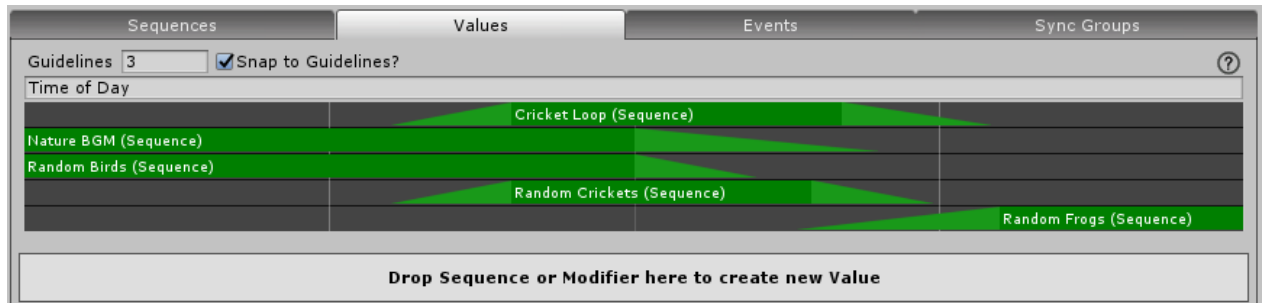 Sequences Values Events Sync Groups
Guidelines 3 Snap to Guidelines? ?
Time of Day
Cricket Loop (Sequence)
Nature BGM (Sequence)
Random Birds (Sequence)
Random Crickets (Sequence)
Random Frogs (Sequence)
Drop Sequence or Modifier here to create new Value